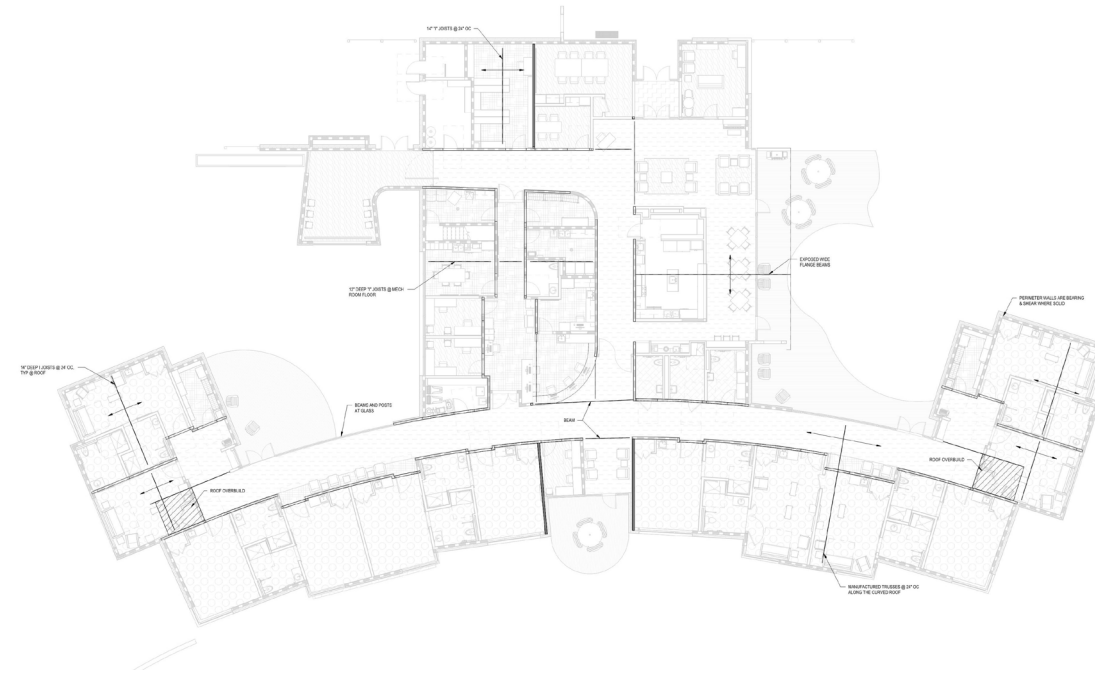 14" 'I' JOISTS @ 24" OC
EXPOSED WIDE
FLANGE BEAMS
12" DEEP 'I' JOISTS @ MECH
ROOM FLOOR
PERIMETER WALLS ARE BEARING
& SHEAR WHERE SOLID
16" DEEP I JOISTS @ 24" OC,
TYP @ ROOF
BEAMS AND POSTS
AT GLASS
BEAM
ROOF OVERBUILD
ROOF OVERBUILD
MANUFACTURED TRUSSES @ 24" OC
ALONG THE CURVED ROOF